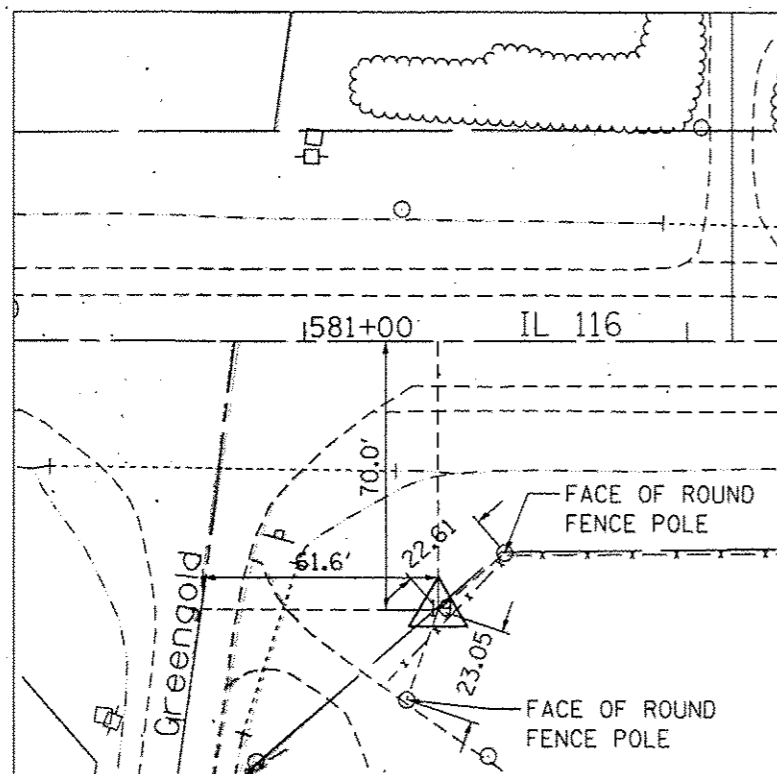 581+00
IL 116
70.0'
FACE OF ROUND
FENCE POLE
22.61
P
61.6'
Greengold
23.05
FACE OF ROUND
FENCE POLE